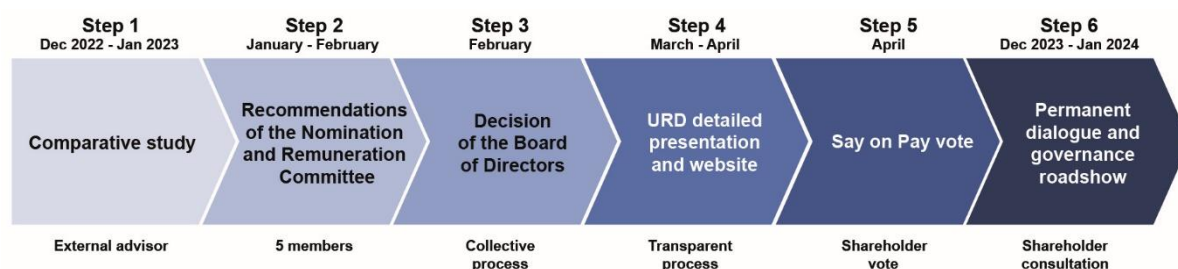 Step 1
Dec 2022 - Jan 2023
Step 2
January - February
Step 3
February
Step 4
March - April
Step 5
April
Step 6
Dec 2023 - Jan 2024
Comparative study
Recommendations
of the Nomination
and Remuneration
Committee
Decision
of the Board
of Directors
URD detailed
presentation
and website
Say on Pay vote
Permanent
dialogue and
governance
roadshow
External advisor
5 members
Collective
process
Transparent
process
Shareholder
vote
Shareholder
consultation